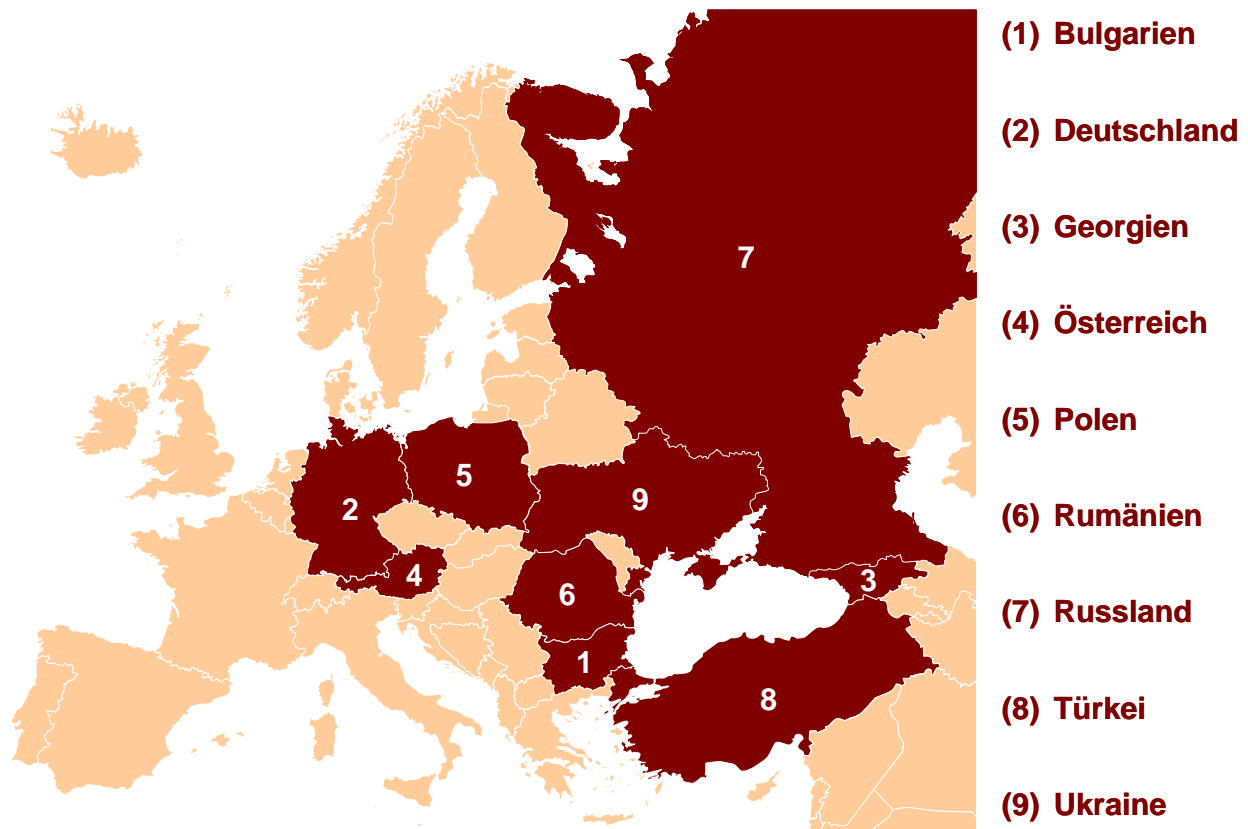 (1) Bulgarien
(2) Deutschland
(3) Georgien
(4) Österreich
(5) Polen
(6) Rumänien
(7) Russland
(8) Türkei
(9) Ukraine
7
5
9
2
4
3
6
1
8